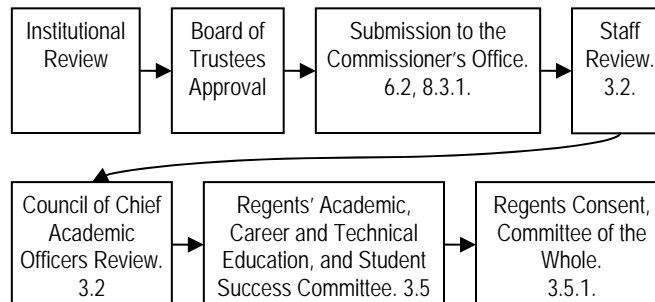 Institutional
Review
Board of
Trustees
Approval
Submission to the
Commissioner's Office.
6.2, 8.3.1.
Staff
Review.
3.2.
Council of Chief
Academic
Officers Review.
3.2
Regents' Academic,
Career and Technical
Education, and Student
Success Committee. 3.5
Regents Consent,
Committee of the
Whole.
3.5.1.